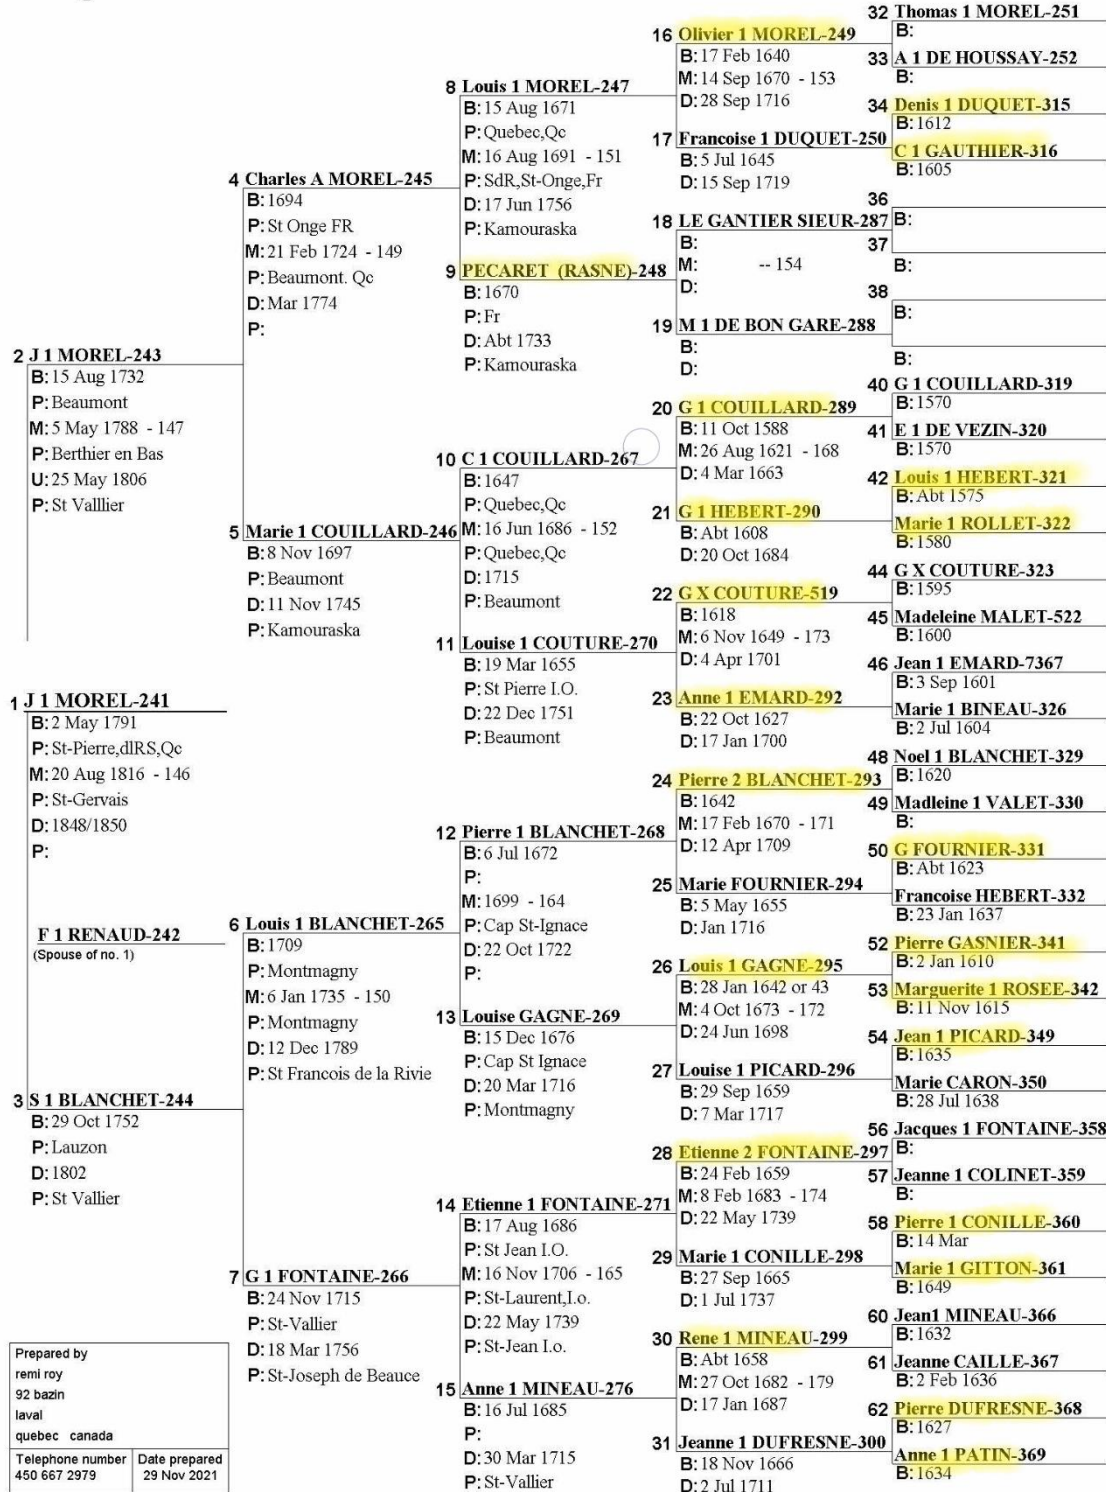 2 J 1 MOREL-243
B: 15 Aug 1732
P: Beaumont
M: 5 May 1788 - 147
P: Berthier en Bas
U: 25 May 1806
P: St Valllier
1 J 1 MOREL-241
B: 2 May 1791
P: St-Pierre,dlRS,Qc
M: 20 Aug 1816 - 146
P: St-Gervais
D: 1848/1850
P:
F 1 RENAUD-242
(Spouse of no. 1)
3 S 1 BLANCHET-244
B: 29 Oct 1752
P: Lauzon
D: 1802
P: St Vallier
Prepared by
remi roy
92 bazin
laval
quebec canada
Telephone number
450 667 2979
Date prepared
29 Nov 2021
4 Charles A MOREL-245
B: 1694
P: St Onge FR
M: 21 Feb 1724 - 149
P: Beaumont. Qc
D: Mar 1774
P:
5 Marie 1 COUILLARD-246
B: 8 Nov 1697
P: Beaumont
D: 11 Nov 1745
P: Kamouraska
6 Louis 1 BLANCHET-265
B: 1709
P: Montmagny
M: 6 Jan 1735 - 150
P: Montmagny
D: 12 Dec 1789
P: St Francois de la Rivie
7 G 1 FONTAINE-266
B: 24 Nov 1715
P: St-Vallier
D: 18 Mar 1756
P: St-Joseph de Beauce
8 Louis 1 MOREL-247
B: 15 Aug 1671
P: Quebec,Qc
M: 16 Aug 1691 - 151
P: SdR,St-Onge,Fr
D: 17 Jun 1756
P: Kamouraska
9 PECARET (RASNE)-248
B: 1670
P: Fr
D: Abt 1733
P: Kamouraska
10 C 1 COUILLARD-267
B: 1647
P: Quebec,Qc
M: 16 Jun 1686 - 152
P: Quebec,Qc
D: 1715
P: Beaumont
11 Louise 1 COUTURE-270
B: 19 Mar 1655
P: St Pierre I.O.
D: 22 Dec 1751
P: Beaumont
12 Pierre 1 BLANCHET-268
B: 6 Jul 1672
P:
M: 1699 - 164
P: Cap St-Ignace
D: 22 Oct 1722
P:
13 Louise GAGNE-269
B: 15 Dec 1676
P: Cap St Ignace
D: 20 Mar 1716
P: Montmagny
14 Etienne 1 FONTAINE-271
B: 17 Aug 1686
P: St Jean I.O.
M: 16 Nov 1706 - 165
P: St-Laurent,I.o.
D: 22 May 1739
P: St-Jean I.o.
15 Anne 1 MINEAU-276
B: 16 Jul 1685
P:
D: 30 Mar 1715
P: St-Vallier
16 Olivier 1 MOREL-249
B: 17 Feb 1640
M: 14 Sep 1670 - 153
D: 28 Sep 1716
17 Francoise 1 DUQUET-250
B: 5 Jul 1645
D: 15 Sep 1719
18 LE GANTIER SIEUR-287
B:
M: -- 154
D:
19 M 1 DE BON GARE-288
B:
D:
20 G 1 COUILLARD-289
B: 11 Oct 1588
M: 26 Aug 1621 - 168
D: 4 Mar 1663
21 G 1 HEBERT-290
B: Abt 1608
D: 20 Oct 1684
22 G X COUTURE-519
B: 1618
M: 6 Nov 1649 - 173
D: 4 Apr 1701
23 Anne 1 EMARD-292
B: 22 Oct 1627
D: 17 Jan 1700
24 Pierre 2 BLANCHET-293
B: 1642
M: 17 Feb 1670 - 171
D: 12 Apr 1709
25 Marie FOURNIER-294
B: 5 May 1655
D: Jan 1716
26 Louis 1 GAGNE-295
B: 28 Jan 1642 or 43
M: 4 Oct 1673 - 172
D: 24 Jun 1698
27 Louise 1 PICARD-296
B: 29 Sep 1659
D: 7 Mar 1717
28 Etienne 2 FONTAINE-297
B: 24 Feb 1659
M: 8 Feb 1683 - 174
D: 22 May 1739
29 Marie 1 CONILLE-298
B: 27 Sep 1665
D: 1 Jul 1737
30 Rene 1 MINEAU-299
B: Abt 1658
M: 27 Oct 1682 - 179
D: 17 Jan 1687
31 Jeanne 1 DUFRESNE-300
B: 18 Nov 1666
D: 2 Jul 1711
32 Thomas 1 MOREL-251
B:
33 A 1 DE HOUSSAY-252
B:
34 Denis 1 DUQUET-315
B: 1612
C 1 GAUTHIER-316
B: 1605
36
B:
37
B:
38
B:
B:
40 G 1 COUILLARD-319
B: 1570
41 E 1 DE VEZIN-320
B: 1570
42 Louis 1 HEBERT-321
B: Abt 1575
Marie 1 ROLLET-322
B: 1580
44 G X COUTURE-323
B: 1595
45 Madeleine MALET-522
B: 1600
46 Jean 1 EMARD-7367
B: 3 Sep 1601
Marie 1 BINEAU-326
B: 2 Jul 1604
48 Noel 1 BLANCHET-329
B: 1620
49 Madleine 1 VALET-330
B:
50 G FOURNIER-331
B: Abt 1623
Francoise HEBERT-332
B: 23 Jan 1637
52 Pierre GASNIER-341
B: 2 Jan 1610
53 Marguerite 1 ROSEE-342
B: 11 Nov 1615
54 Jean 1 PICARD-349
B: 1635
Marie CARON-350
B: 28 Jul 1638
56 Jacques 1 FONTAINE-358
B:
57 Jeanne 1 COLINET-359
B:
58 Pierre 1 CONILLE-360
B: 14 Mar
Marie 1 GITTON-361
B: 1649
60 Jean1 MINEAU-366
B: 1632
61 Jeanne CAILLE-367
B: 2 Feb 1636
62 Pierre DUFRESNE-368
B: 1627
Anne 1 PATIN-369
B: 1634